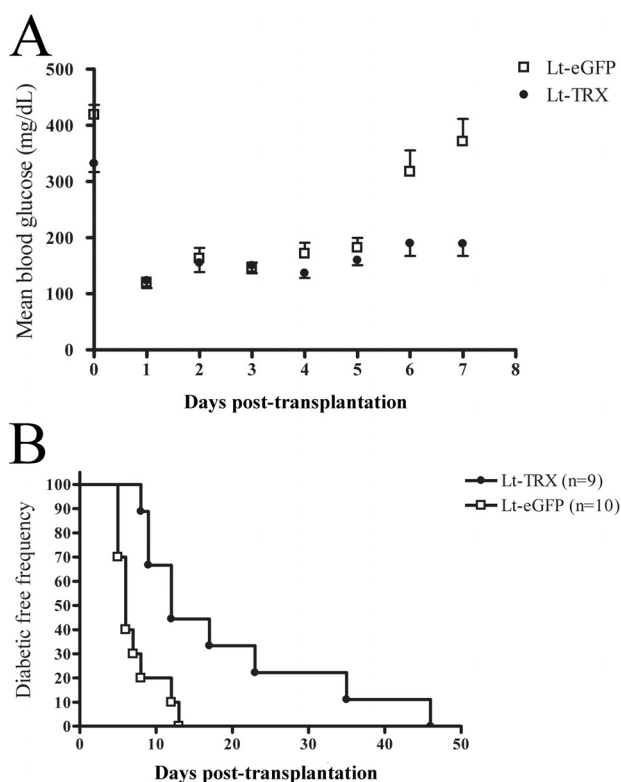 A
Lt-eGFP
Lt-TRX
Mean blood glucose (mg/dL)
500
400
300
200
100
0
0 1 2 3 4 5 6 7 8
Days post-transplantation
B
Lt-TRX (n=9)
Lt-eGFP (n=10)
Diabetic free frequency
100
90
80
70
60
50
40
30
20
10
0
0 10 20 30 40 50
Days post-transplantation